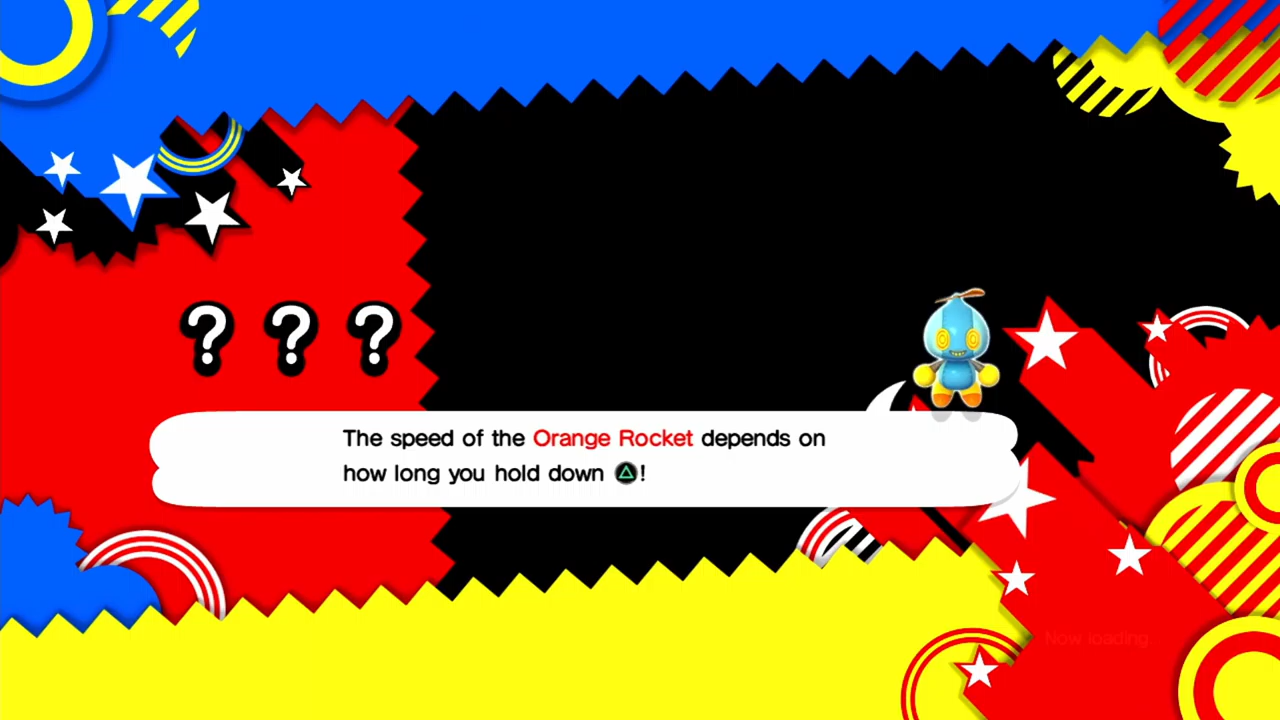 ? ? ?
The speed of the Orange Rocket depends on
how long you hold down △!
Now loading